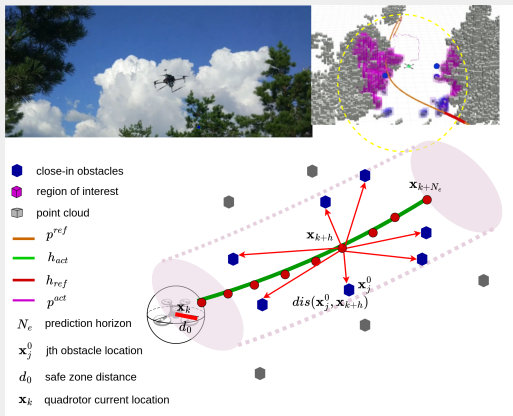 close-in obstacles
region of interest
point cloud
p^{ref}
h_{act}
h_{ref}
p^{act}
N_e prediction horizon
x_j^0 jth obstacle location
d_0 safe zone distance
x_k quadrotor current location
x_{k+N_e}
x_{k+h}
x_j^0
dis(x_j^0, x_{k+h})
x_k
d_0